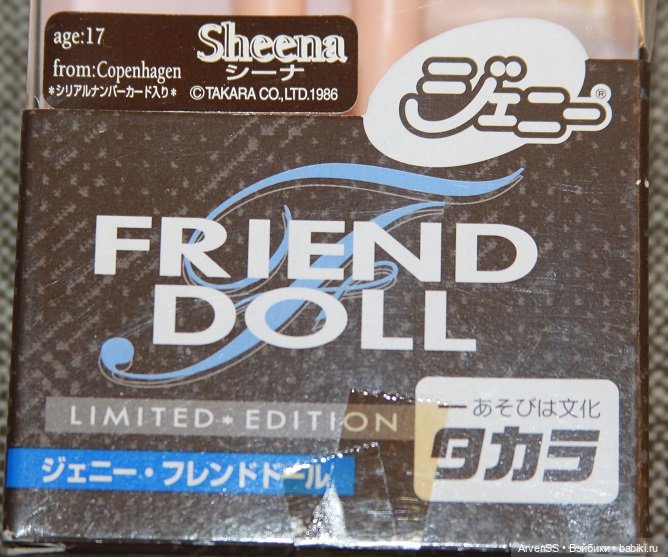 age:17
Sheena
from:Copenhagen
シーナ
*シリアルナンバーカード入り*
©TAKARA CO.,LTD.1986
ジェニー®
FRIEND
DOLL
LIMITED*EDITION
ー あそびは文化
タカラ
ジェニー・フレンドドール
ArvenSS • Бэйбики • babiki.ru